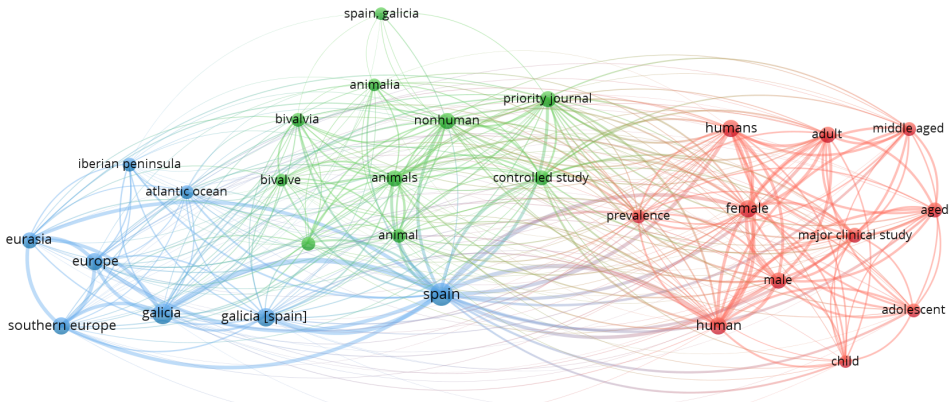 spain, galicia
animalia
priority journal
bivalvia
nonhuman
humans
adult
middle aged
iberian peninsula
bivalve
animals
controlled study
atlantic ocean
prevalence
female
aged
eurasia
animal
major clinical study
europe
male
spain
southern europe
galicia
galicia [spain]
human
adolescent
child